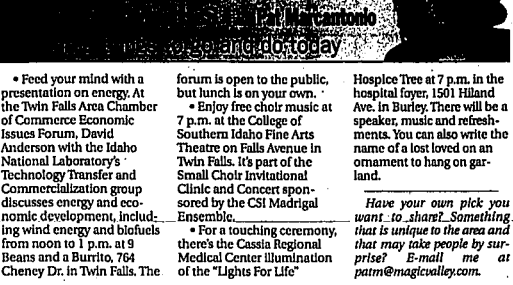 Pat Marcantonio
to go and do today
• Feed your mind with a
presentation on energy. At
the Twin Falls Area Chamber
of Commerce Economic
Issues Forum, David
Anderson with the Idaho
National Laboratory's
Technology Transfer and
Commercialization group
discusses energy and eco-
nomic development, includ-
ing wind energy and biofuels
from noon to 1 p.m. at 9
Beans and a Burrito, 764
Cheney Dr. in Twin Falls. The
forum is open to the public,
but lunch is on your own.
• Enjoy free choir music at
7 p.m. at the College of
Southern Idaho Fine Arts
Theatre on Falls Avenue in
Twin Falls. It's part of the
Small Choir Invitational
Clinic and Concert spon-
sored by the CSI Madrigal
Ensemble.
• For a touching ceremony,
there's the Cassia Regional
Medical Center illumination
of the "Lights For Life"
Hospice Tree at 7 p.m. in the
hospital foyer, 1501 Hiland
Ave. in Burley. There will be a
speaker, music and refresh-
ments. You can also write the
name of a lost loved on an
ornament to hang on gar-
land.
Have your own pick you
want to share? Something
that is unique to the area and
that may take people by sur-
prise? E-mail me at
patm@magicvalley.com.